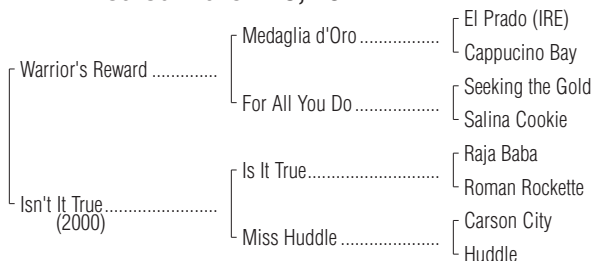 El Prado (IRE)
Medaglia d'Oro ..................
Cappucino Bay
Warrior's Reward ..............
Seeking the Gold
For All You Do ...................
Salina Cookie
Raja Baba
Is It True..............................
Roman Rockette
Isn't It True........................
(2000)
Carson City
Miss Huddle ......................
Huddle